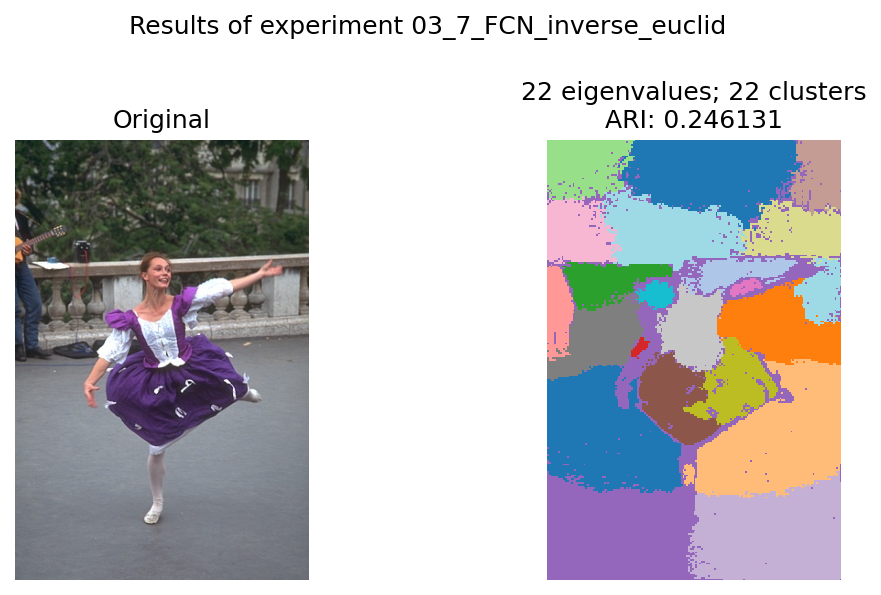 Results of experiment 03_7_FCN_inverse_euclid
Original
22 eigenvalues; 22 clusters
ARI: 0.246131